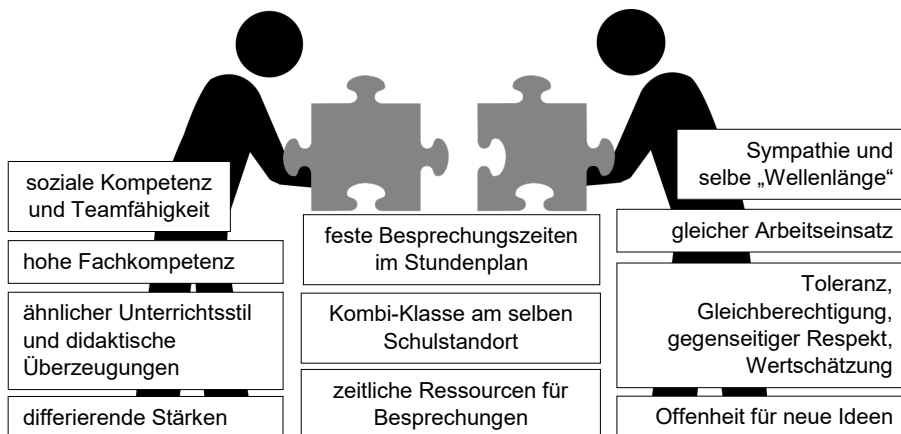 soziale Kompetenz
und Teamfähigkeit
hohe Fachkompetenz
ähnlicher Unterrichtsstil
und didaktische
Überzeugungen
differierende Stärken
feste Besprechungszeiten
im Stundenplan
Kombi-Klasse am selben
Schulstandort
zeitliche Ressourcen für
Besprechungen
Sympathie und
selbe „Wellenlänge“
gleicher Arbeitseinsatz
Toleranz,
Gleichberechtigung,
gegenseitiger Respekt,
Wertschätzung
Offenheit für neue Ideen